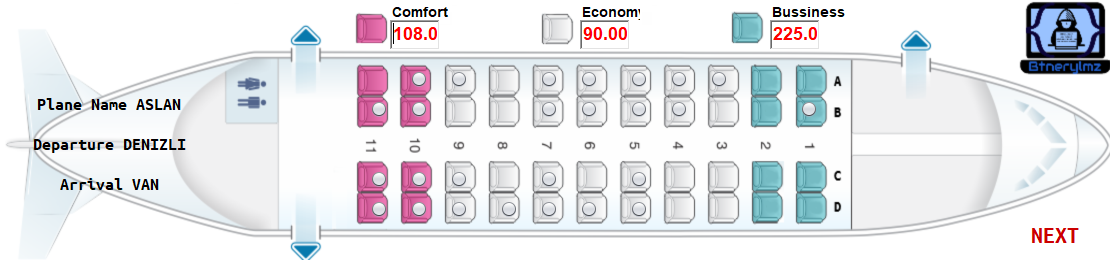 Comfort
108.0
Economy
90.00
Bussiness
225.0
Btnerylmz
Plane Name ASLAN
Departure DENIZLI
Arrival VAN
A
B
11 10 9 8 7 6 5 4 3 2 1
C
D
NEXT